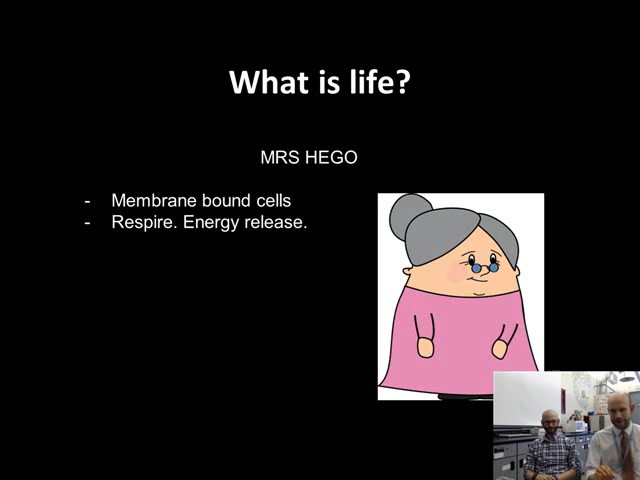 What is life?
MRS HEGO
- Membrane bound cells
- Respire. Energy release.